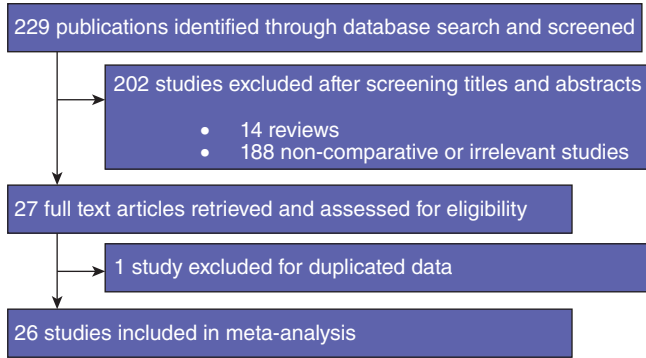 229 publications identified through database search and screened
202 studies excluded after screening titles and abstracts
• 14 reviews
• 188 non-comparative or irrelevant studies
27 full text articles retrieved and assessed for eligibility
1 study excluded for duplicated data
26 studies included in meta-analysis